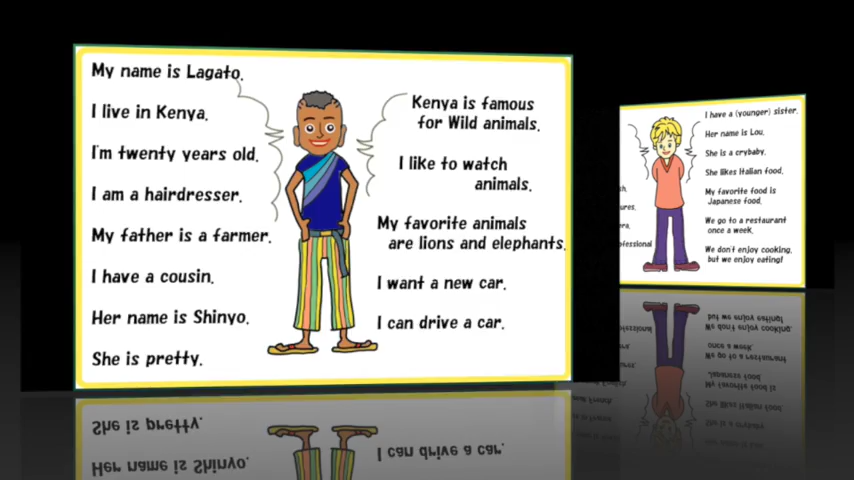 My name is Lagato.
I live in Kenya.
I'm twenty years old.
I am a hairdresser.
My father is a farmer.
I have a cousin.
Her name is Shinyo.
She is pretty.
Kenya is famous
for Wild animals.
I like to watch
animals.
My favorite animals
are lions and elephants.
I want a new car.
I can drive a car.
I have a (younger) sister.
Her name is Lou.
She is a crybaby.
She likes Italian food.
My favorite food is
Japanese food.
We go to a restaurant
once a week.
We don't enjoy cooking,
but we enjoy eating!